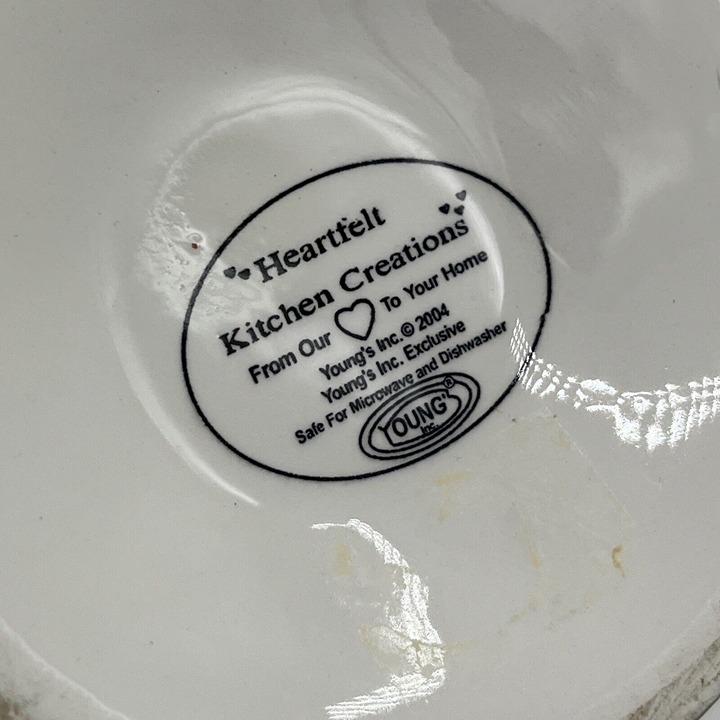 Heartfelt
Kitchen Creations
From Our To Your Home
Young's Inc.© 2004
Young's Inc. Exclusive
Safe For Microwave and Dishwasher
YOUNG'S®
Inc.